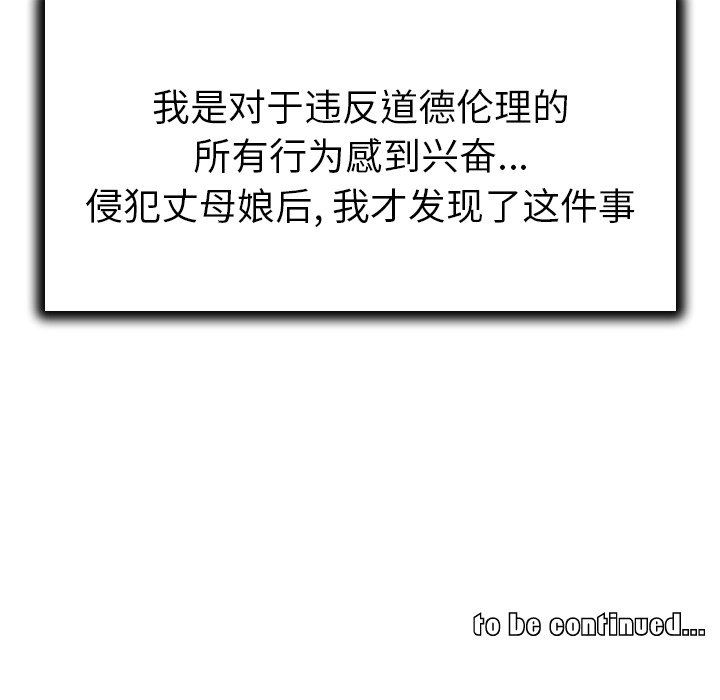 我是对于违反道德伦理的
所有行为感到兴奋...
侵犯丈母娘后, 我才发现了这件事
to be continued...